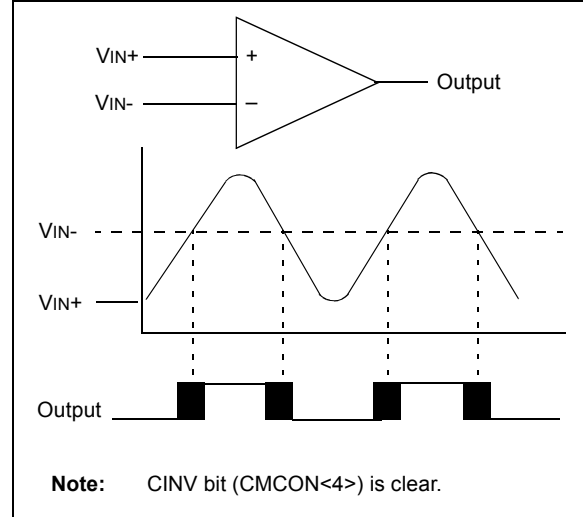 VIN+
+
Output
VIN-
–
VIN-
VIN+
Output
Note: CINV bit (CMCON<4>) is clear.